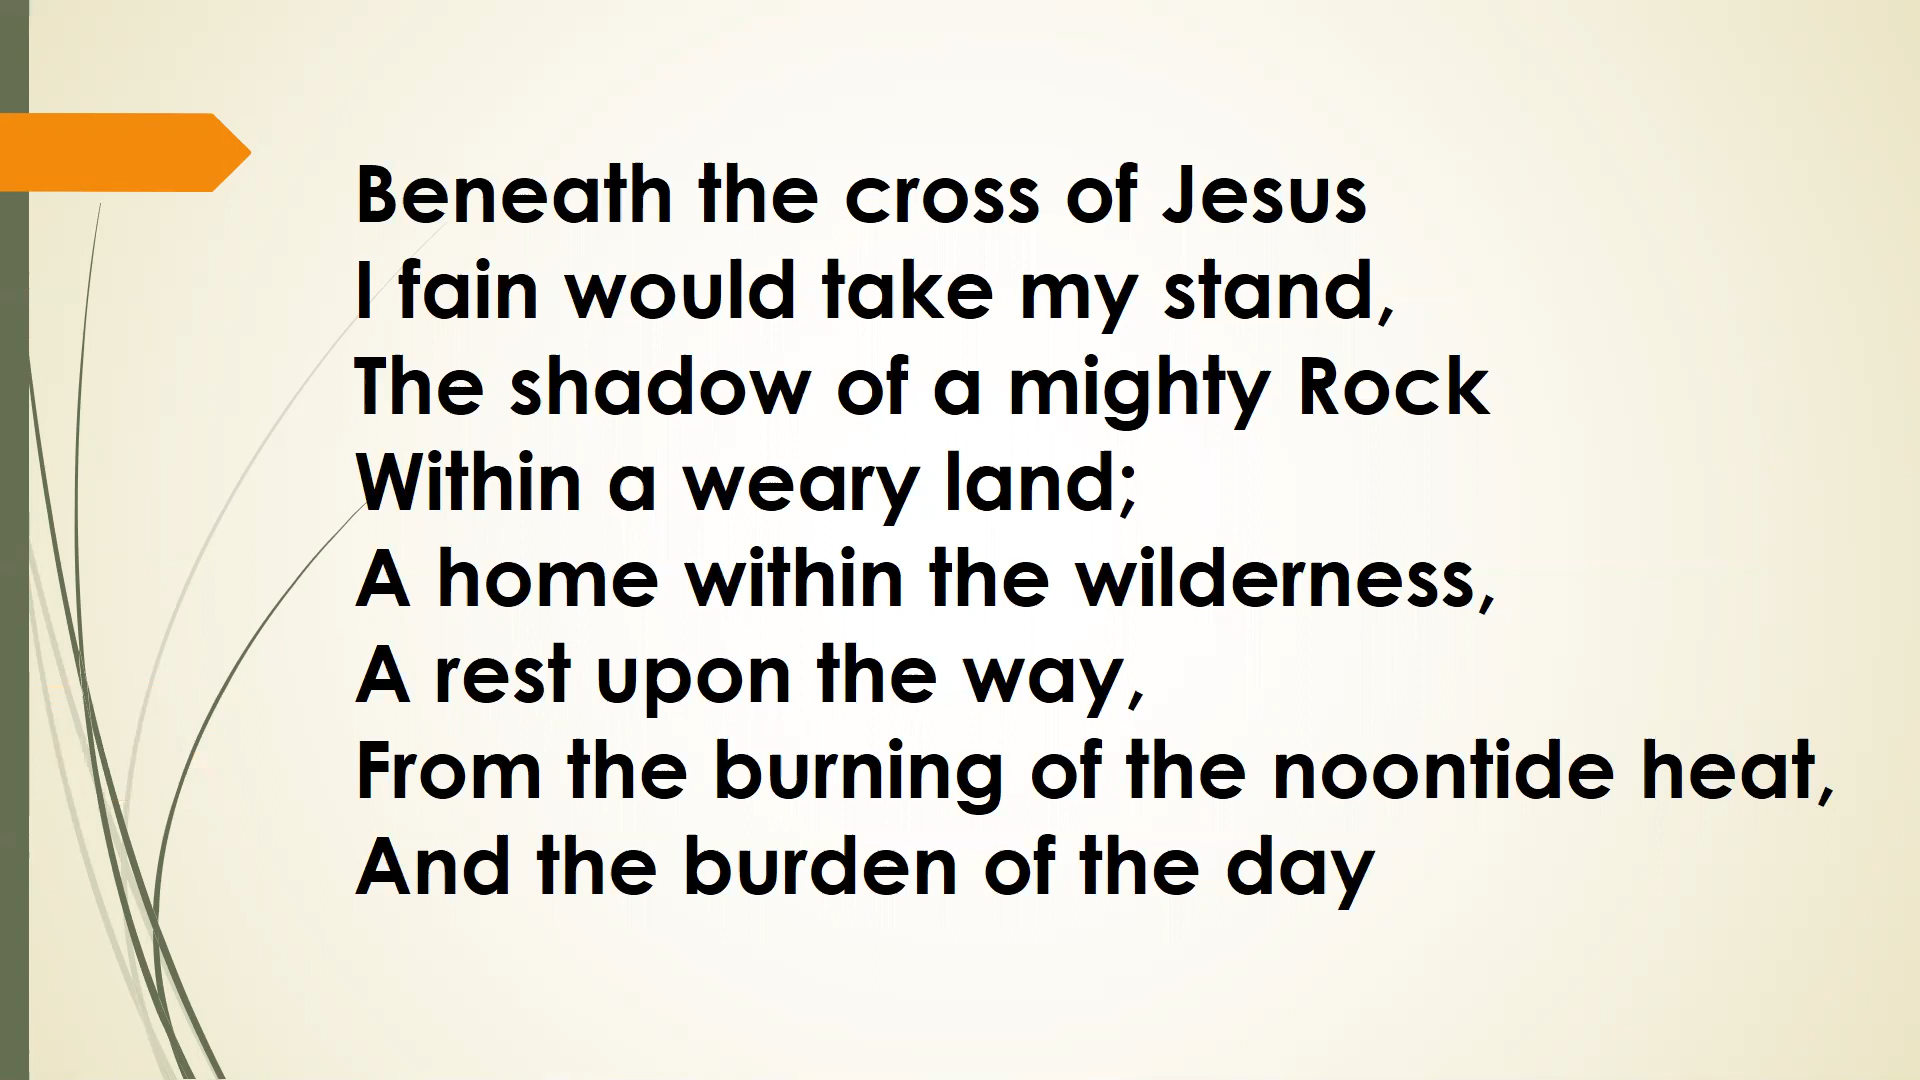 Beneath the cross of Jesus
I fain would take my stand,
The shadow of a mighty Rock
Within a weary land;
A home within the wilderness,
A rest upon the way,
From the burning of the noontide heat,
And the burden of the day